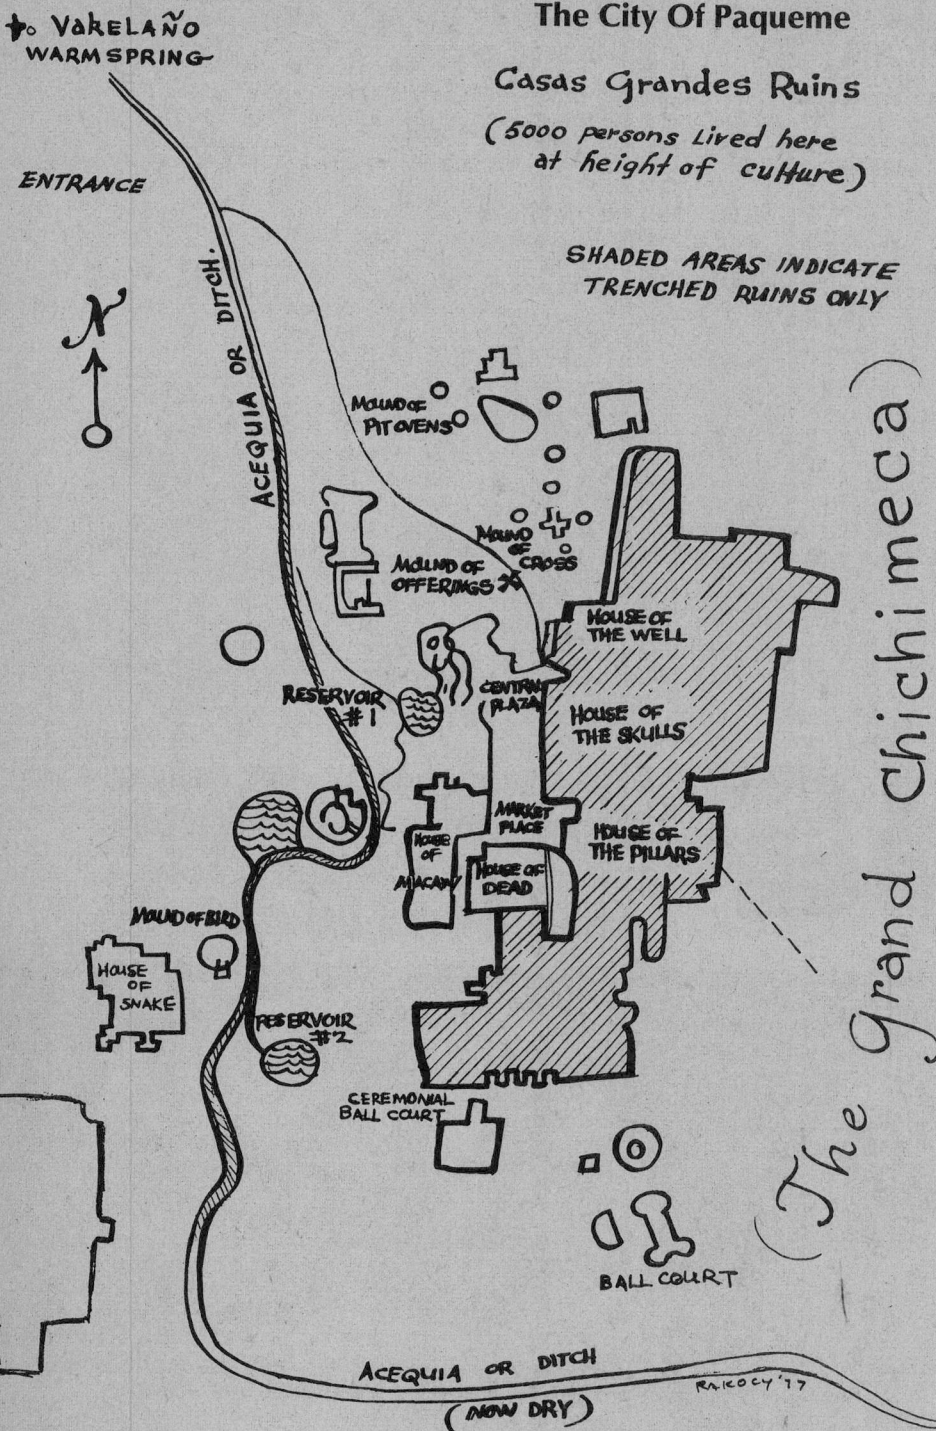 The City Of Paqueme
to VARELAÑO
WARM SPRING
Casas Grandes Ruins
(5000 persons Lived here
at height of culture)
ENTRANCE
SHADED AREAS INDICATE
TRENCHED RUINS ONLY
N
ACEQUIA OR DITCH.
(The Grand Chichimeca)
MOUND OF
PIT OVENS
MOUND
OF
CROSS
MOUND OF
OFFERINGS
HOUSE OF
THE WELL
RESERVOIR
#1
CENTRAL
PLAZA
HOUSE OF
THE SKULLS
MARKET
PLACE
HOUSE OF
THE PILLARS
HOUSE
OF
MACAW
HOUSE OF
DEAD
MOUND OF BIRD
HOUSE
OF
SNAKE
RESERVOIR
#2
CEREMONIAL
BALL COURT
BALL COURT
ACEQUIA OR DITCH
(NOW DRY)
RAKOCY '77